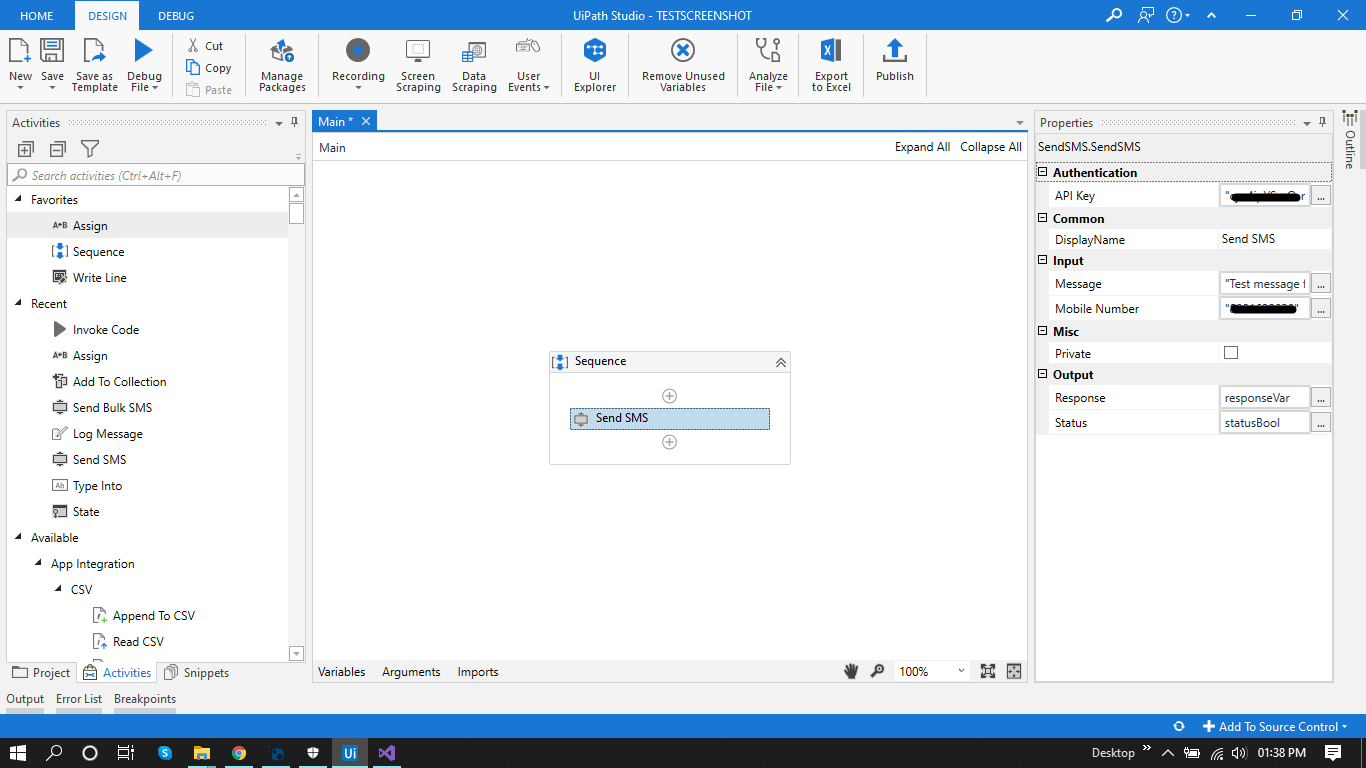 HOME DESIGN DEBUG UiPath Studio - TESTSCREENSHOT
New Save Save as Template Debug File
Cut
Copy
Paste
Manage Packages
Recording
Screen Scraping
Data Scraping
User Events
UI Explorer
Remove Unused Variables
Analyze File
Export to Excel
Publish
Activities
Search activities (Ctrl+Alt+F)
Favorites
A+B Assign
Sequence
Write Line
Recent
Invoke Code
A+B Assign
Add To Collection
Send Bulk SMS
Log Message
Send SMS
Ab Type Into
State
Available
App Integration
CSV
Append To CSV
Read CSV
Project Activities Snippets
Main *
Main Expand All Collapse All
Sequence
Send SMS
Variables Arguments Imports 100%
Properties
SendSMS.SendSMS
Authentication
API Key ...
Common
DisplayName Send SMS
Input
Message "Test message ...
Mobile Number ...
Misc
Private
Output
Response responseVar ...
Status statusBool ...
Outline
Output Error List Breakpoints
Add To Source Control
Ui Desktop 01:38 PM